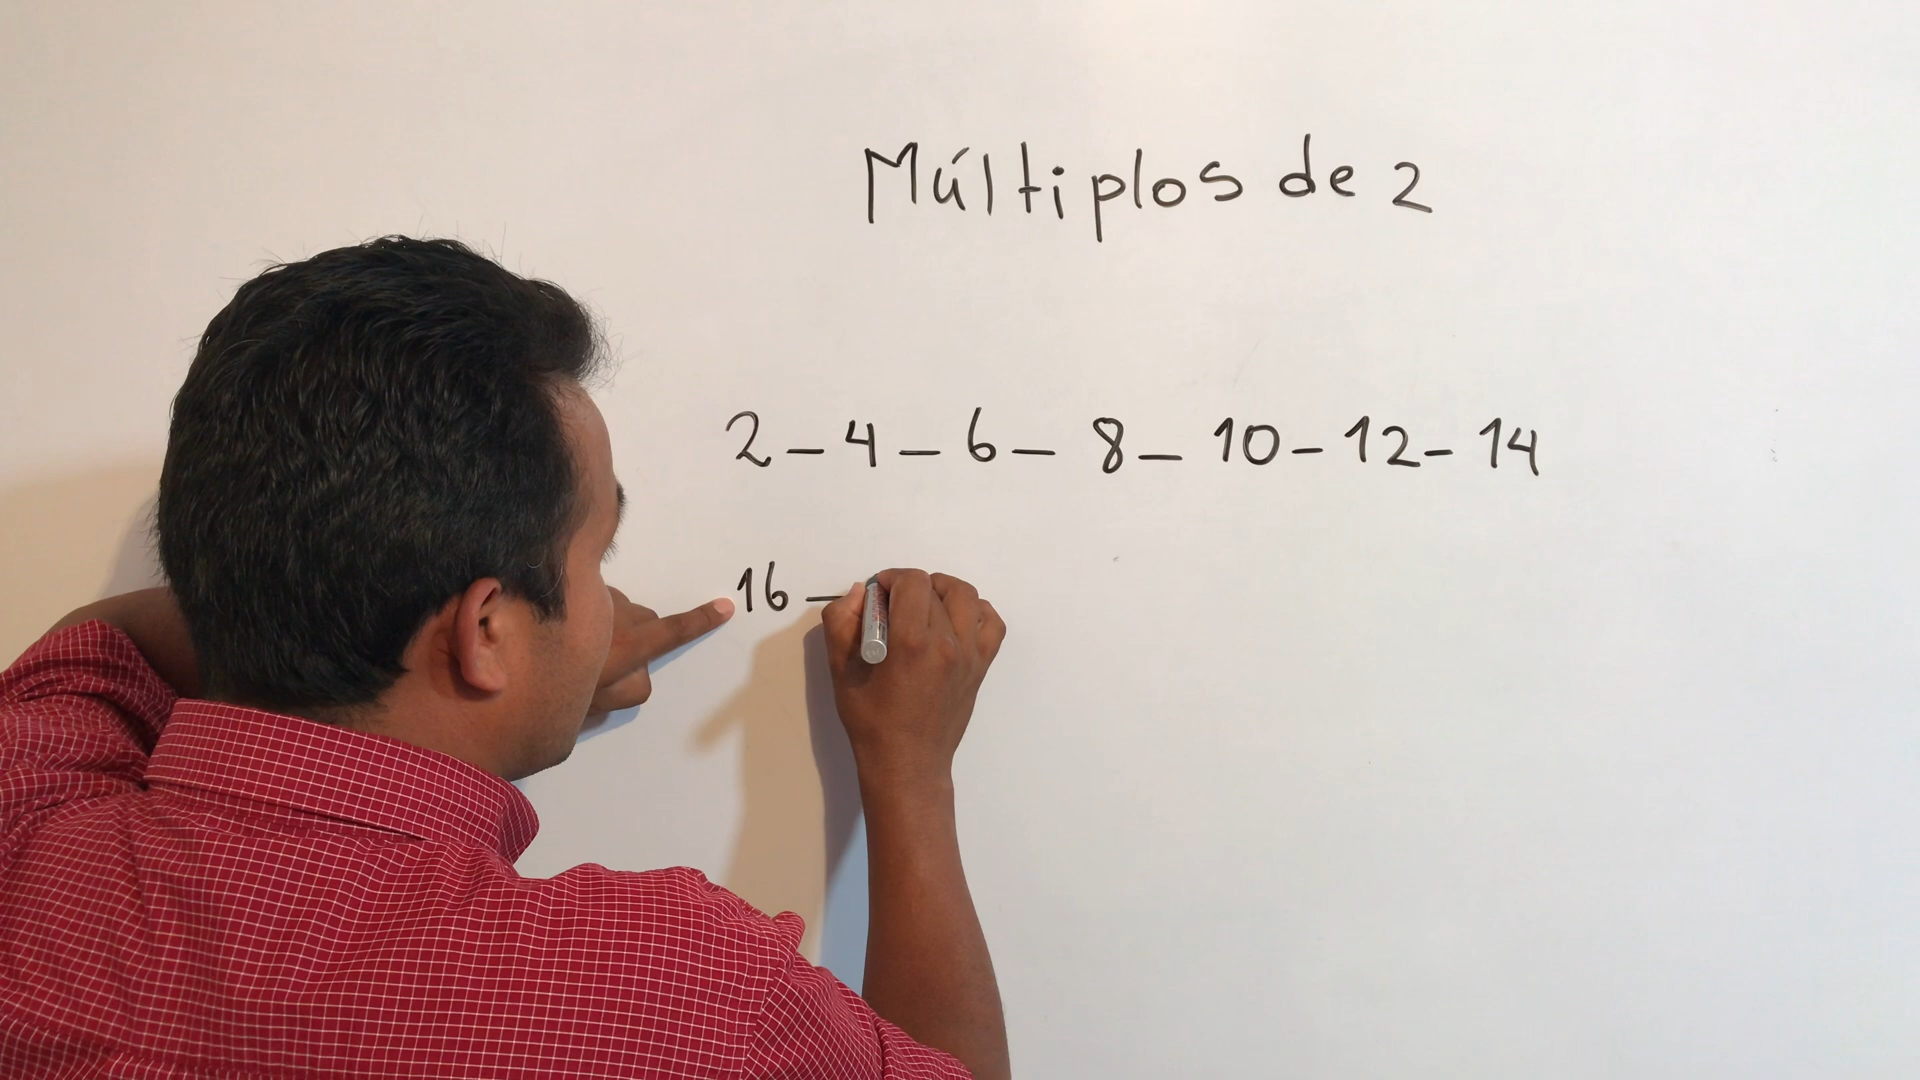 Múltiplos de 2
2 – 4 – 6 – 8 – 10 – 12 – 14
16 –